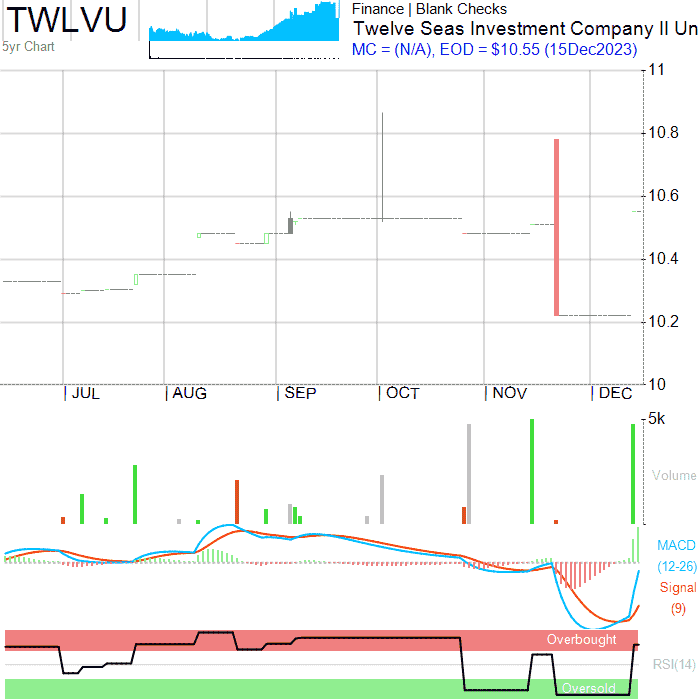 TWLVU
5yr Chart
Finance | Blank Checks
Twelve Seas Investment Company II Un
MC = (N/A), EOD = $10.55 (15Dec2023)
11
10.8
10.6
10.4
10.2
10
JUL AUG SEP OCT NOV DEC
5k
Volume
MACD
(12-26)
Signal
(9)
Overbought
RSI(14)
Oversold